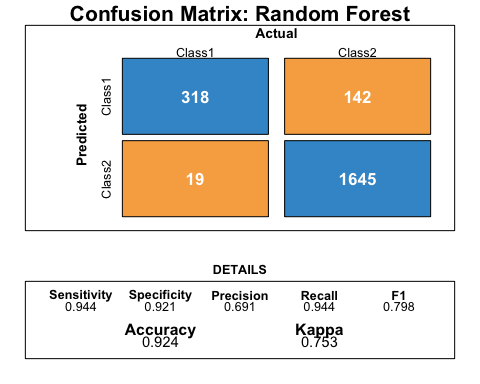 Confusion Matrix: Random Forest
Actual
Class1 Class2
Predicted
Class1
318 142
Class2
19 1645
DETAILS
Sensitivity Specificity Precision Recall F1
0.944 0.921 0.691 0.944 0.798
Accuracy Kappa
0.924 0.753